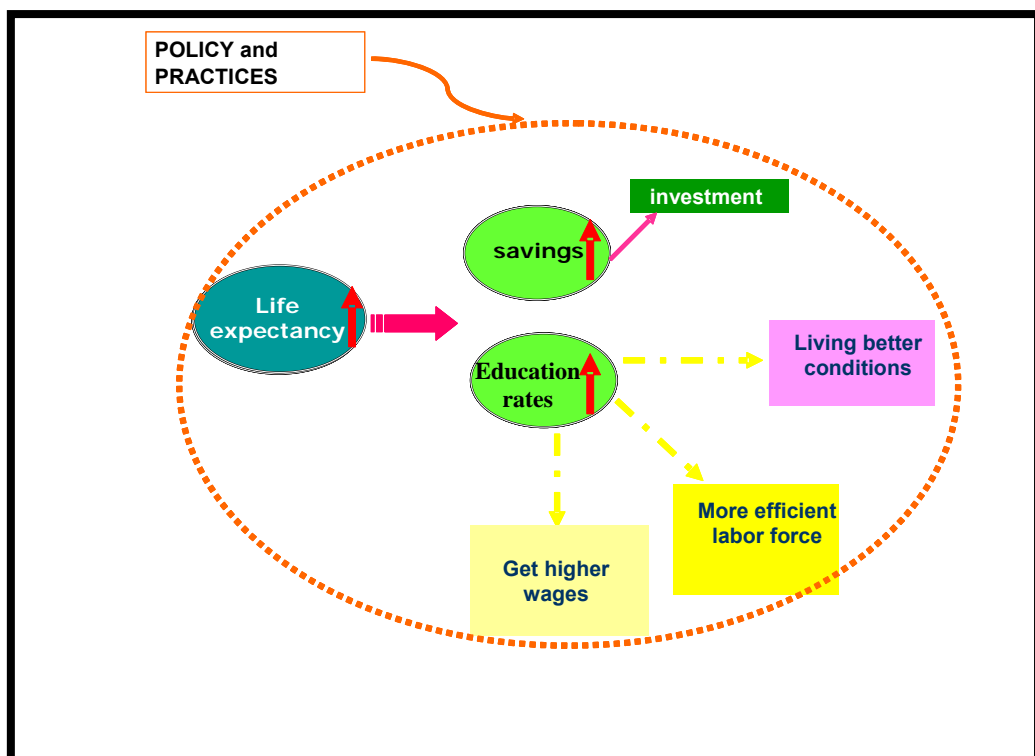 POLICY and
PRACTICES
investment
savings
Life
expectancy
Education
rates
Living better
conditions
More efficient
labor force
Get higher
wages